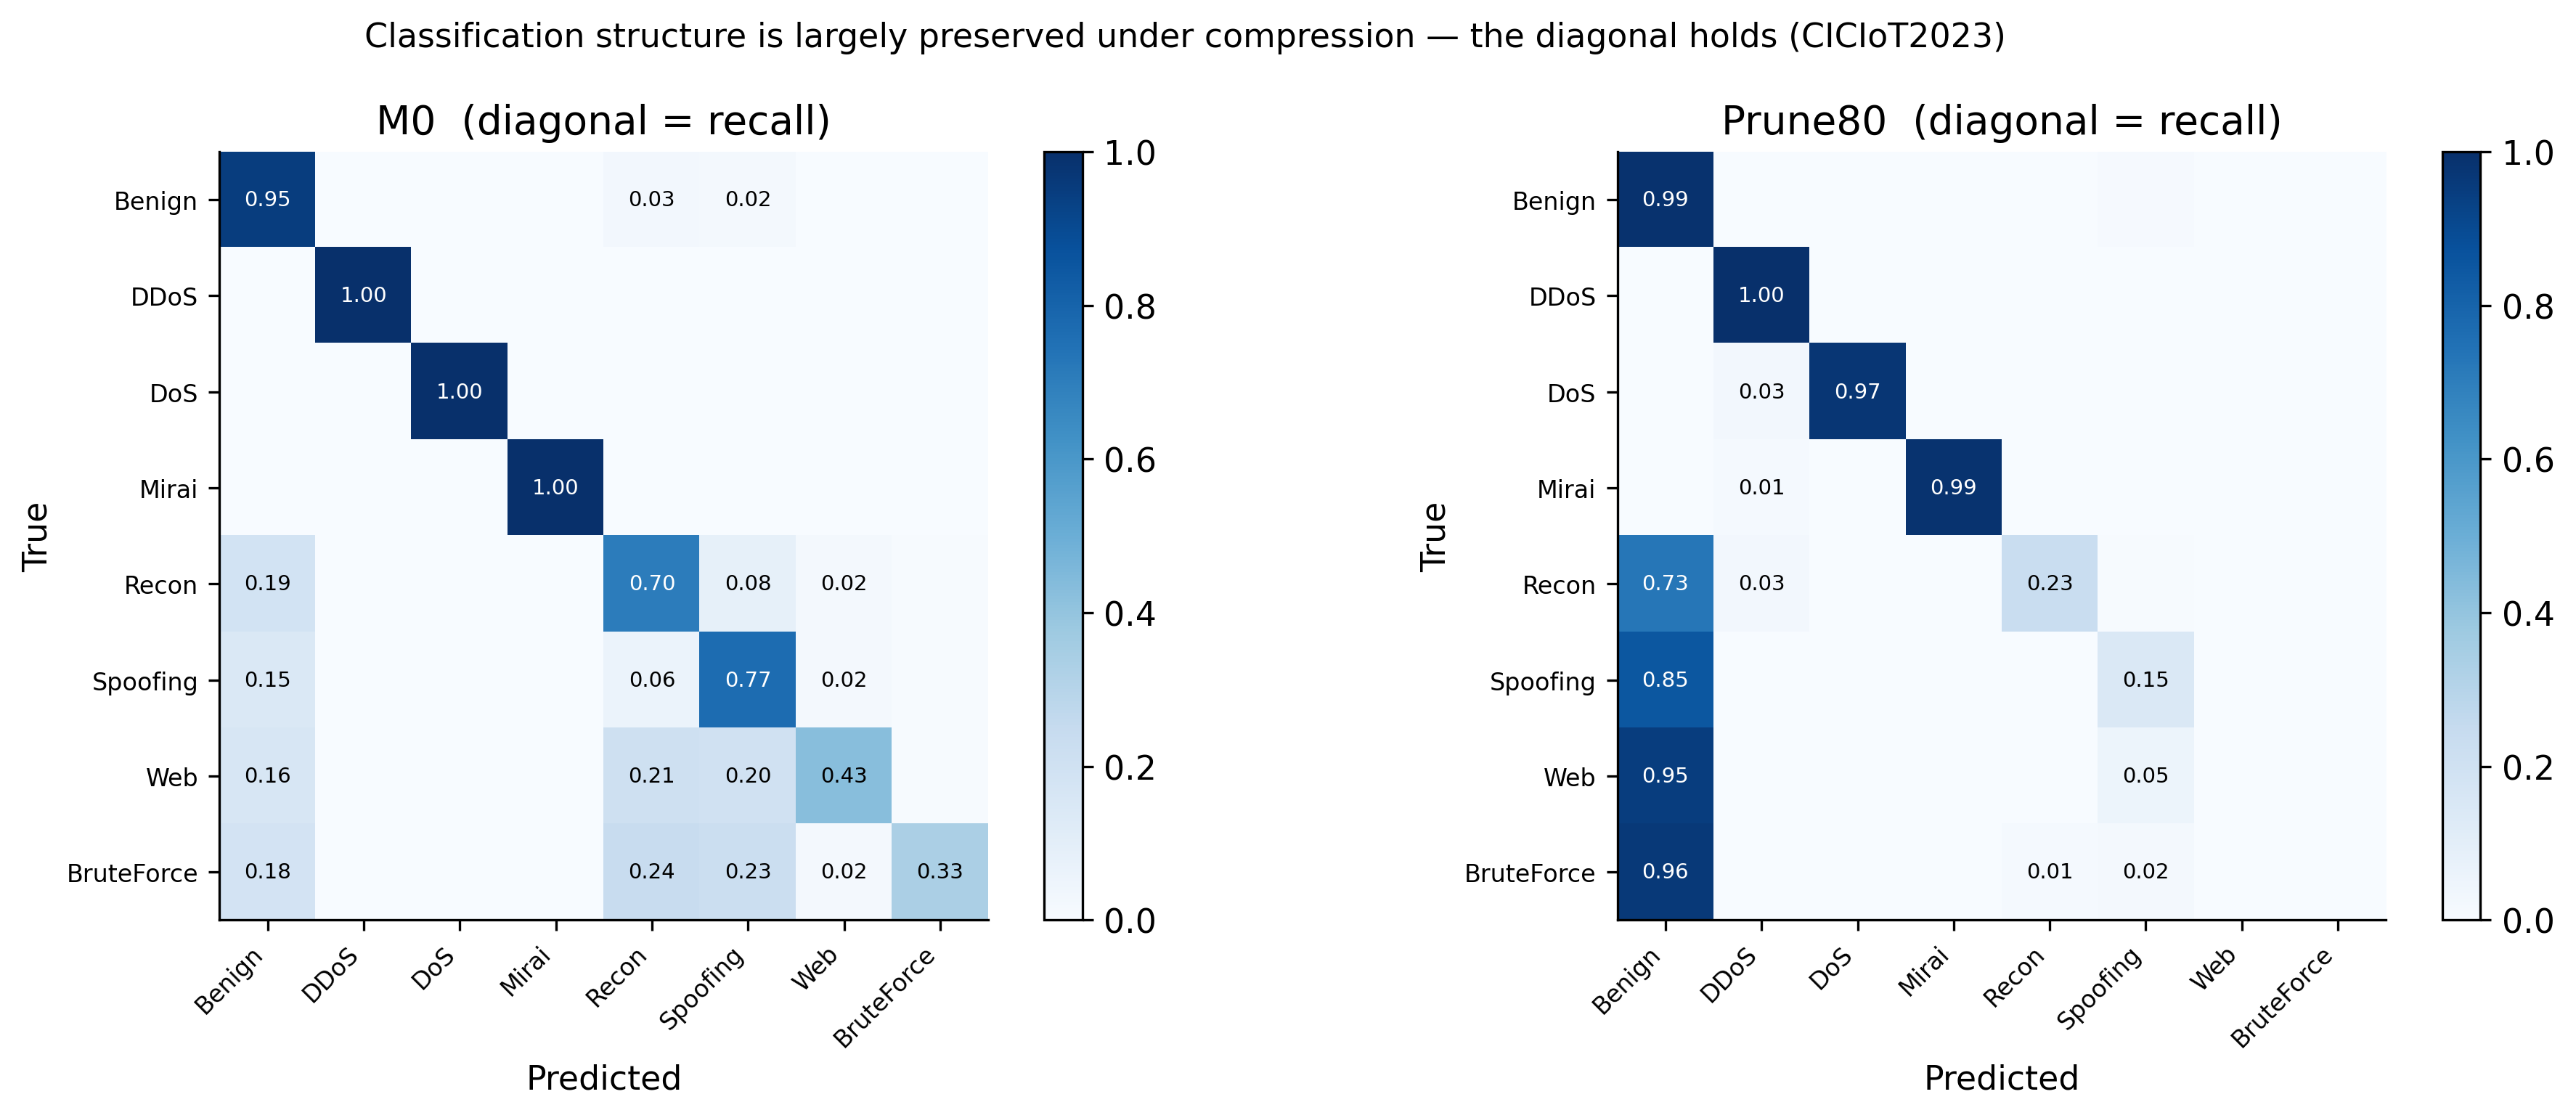 Classification structure is largely preserved under compression — the diagonal holds (CICIoT2023)
M0 (diagonal = recall)
True
Benign 0.95 0.03 0.02
DDoS 1.00
DoS 1.00
Mirai 1.00
Recon 0.19 0.70 0.08 0.02
Spoofing 0.15 0.06 0.77 0.02
Web 0.16 0.21 0.20 0.43
BruteForce 0.18 0.24 0.23 0.02 0.33
Benign DDoS DoS Mirai Recon Spoofing Web BruteForce
Predicted
1.0
0.8
0.6
0.4
0.2
0.0
Prune80 (diagonal = recall)
True
Benign 0.99
DDoS 1.00
DoS 0.03 0.97
Mirai 0.01 0.99
Recon 0.73 0.03 0.23
Spoofing 0.85 0.15
Web 0.95 0.05
BruteForce 0.96 0.01 0.02
Benign DDoS DoS Mirai Recon Spoofing Web BruteForce
Predicted
1.0
0.8
0.6
0.4
0.2
0.0